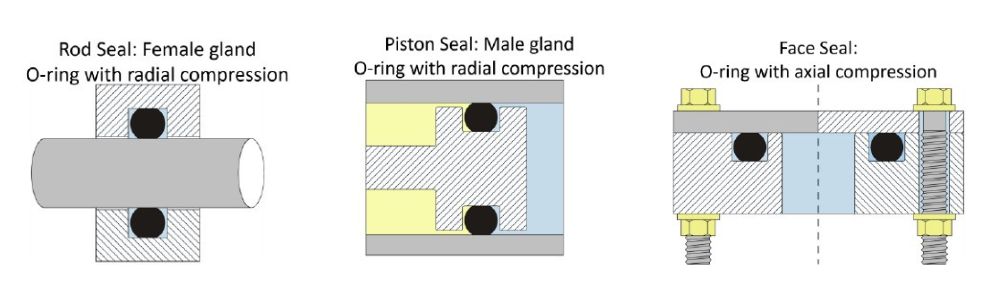 Rod Seal: Female gland
O-ring with radial compression
Piston Seal: Male gland
O-ring with radial compression
Face Seal:
O-ring with axial compression